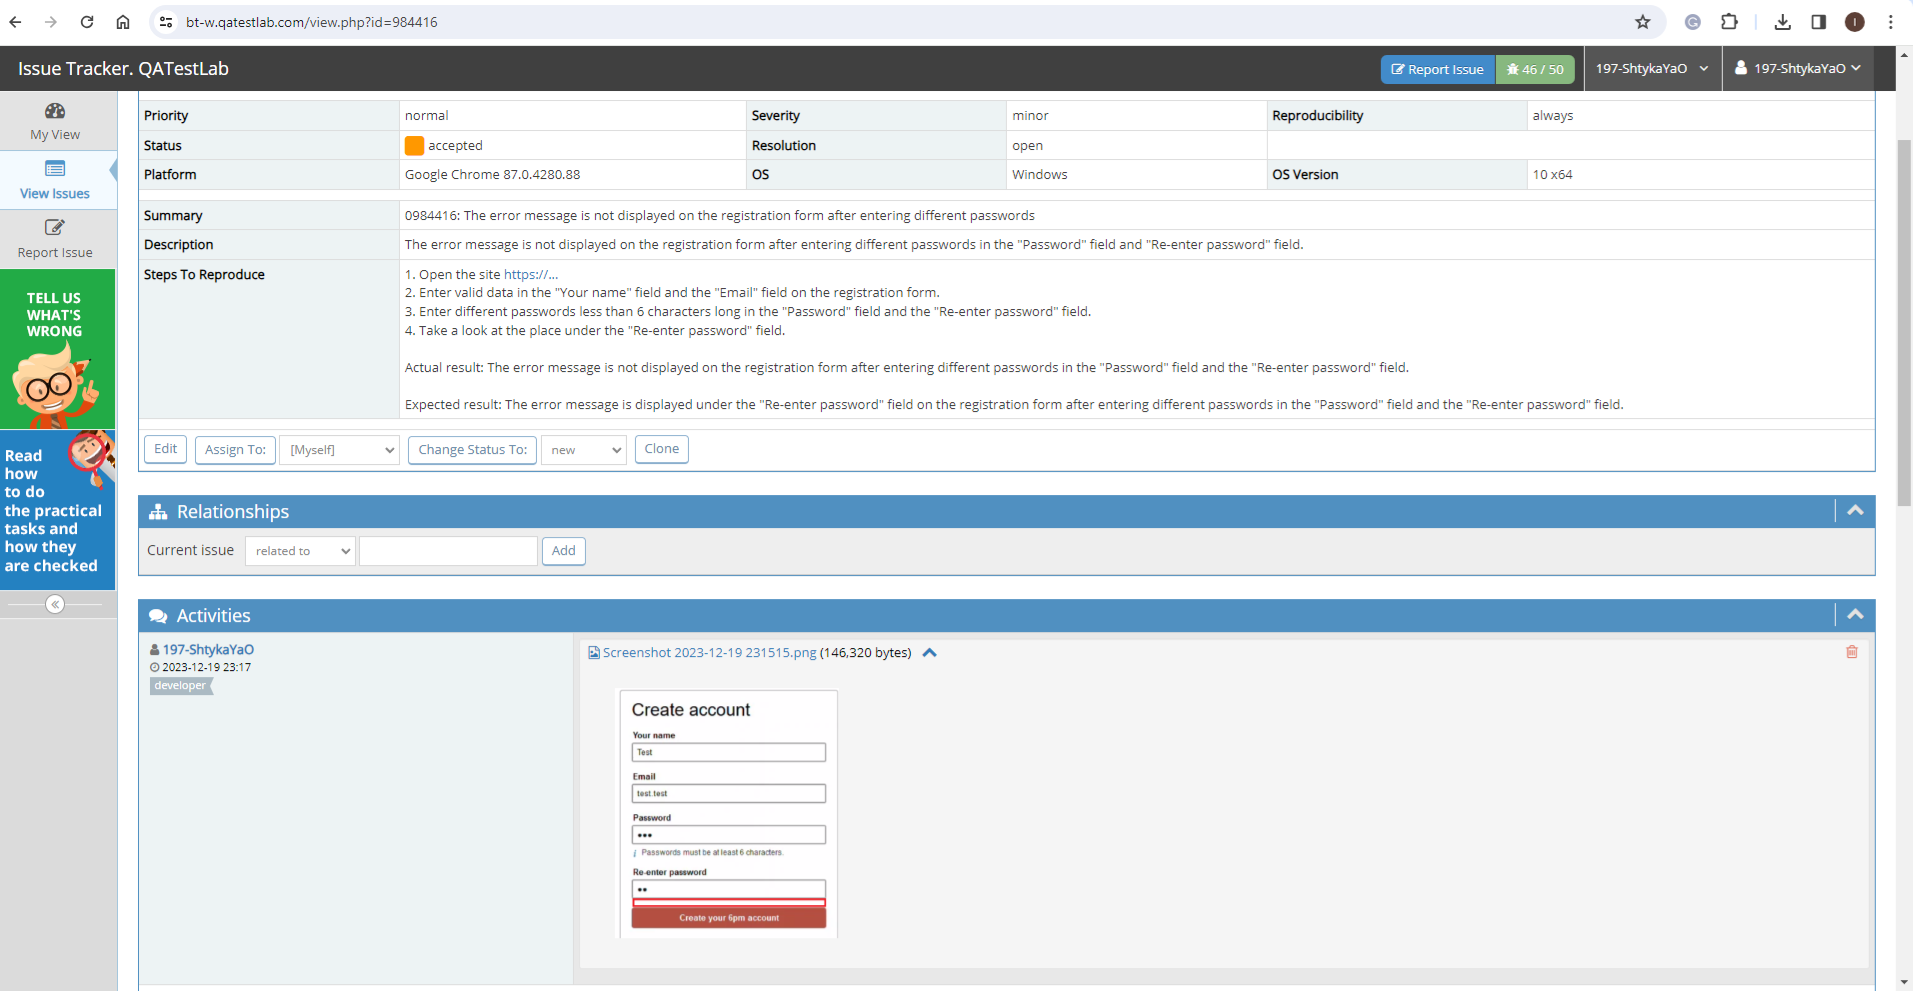 bt-w.qatestlab.com/view.php?id=984416
I
Issue Tracker. QATestLab
Report Issue
46 / 50
197-ShtykaYaO
197-ShtykaYaO
My View
View Issues
Report Issue
TELL US
WHAT'S
WRONG
Read
how
to do
the practical
tasks and
how they
are checked
Priority normal Severity minor Reproducibility always
Status accepted Resolution open
Platform Google Chrome 87.0.4280.88 OS Windows OS Version 10 x64
Summary 0984416: The error message is not displayed on the registration form after entering different passwords
Description The error message is not displayed on the registration form after entering different passwords in the "Password" field and "Re-enter password" field.
Steps To Reproduce 1. Open the site https://...
2. Enter valid data in the "Your name" field and the "Email" field on the registration form.
3. Enter different passwords less than 6 characters long in the "Password" field and the "Re-enter password" field.
4. Take a look at the place under the "Re-enter password" field.
Actual result: The error message is not displayed on the registration form after entering different passwords in the "Password" field and the "Re-enter password" field.
Expected result: The error message is displayed under the "Re-enter password" field on the registration form after entering different passwords in the "Password" field and the "Re-enter password" field.
Edit Assign To: [Myself] Change Status To: new Clone
Relationships
Current issue related to Add
Activities
197-ShtykaYaO
2023-12-19 23:17
developer
Screenshot 2023-12-19 231515.png (146,320 bytes)
Create account
Your name
Test
Email
test.test
Password
•••
i Passwords must be at least 6 characters.
Re-enter password
••
Create your 6pm account